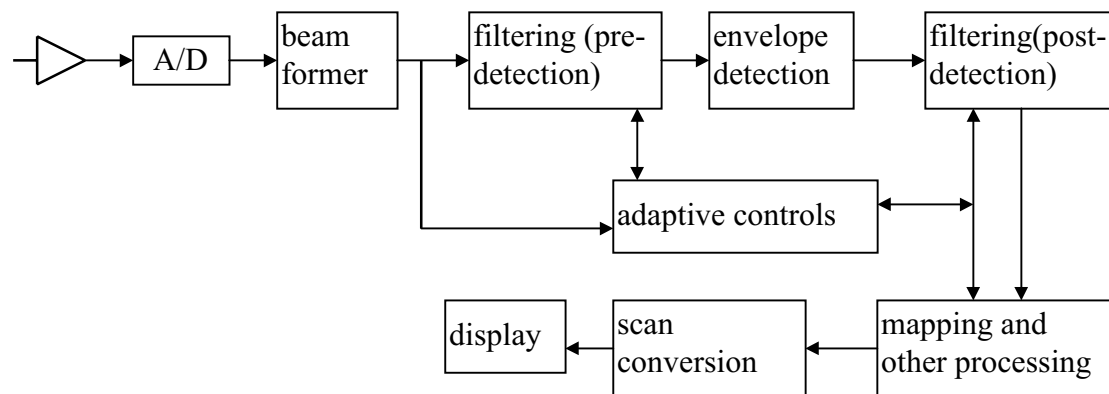 A/D
beam
former
filtering (pre-
detection)
envelope
detection
filtering(post-
detection)
adaptive controls
display
scan
conversion
mapping and
other processing